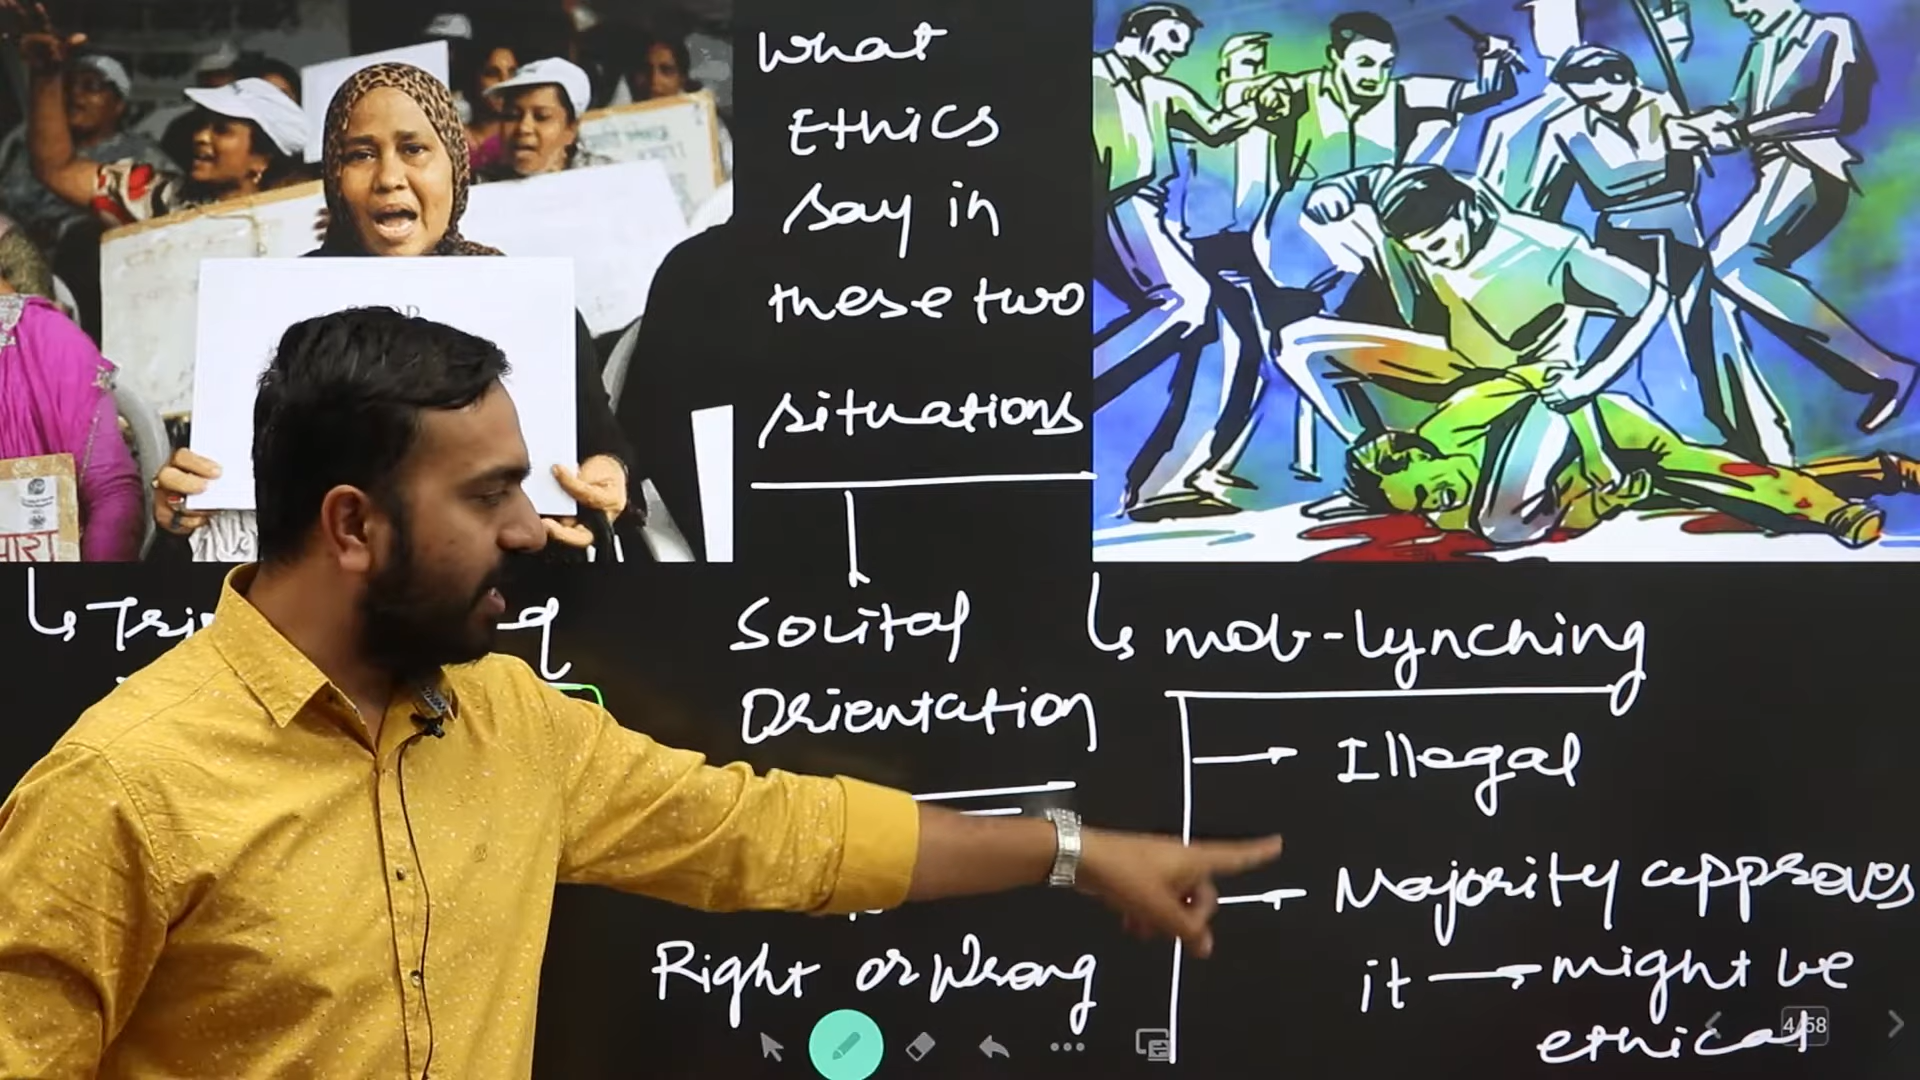 What
Ethics
say in
these two
situations
Societal
Orientation
Right or Wrong
mob-lynching
Illegal
Majority approves
it → might be
ethical
4/58